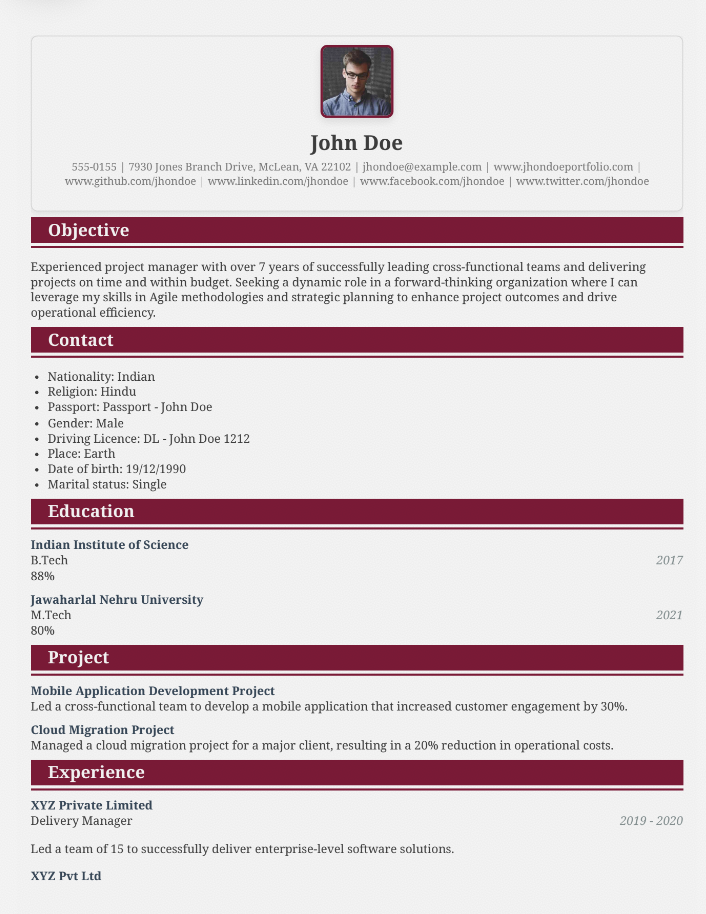 John Doe
555-0155 | 7930 Jones Branch Drive, McLean, VA 22102 | jhondoe@example.com | www.jhondoeportfolio.com |
www.github.com/jhondoe | www.linkedin.com/jhondoe | www.facebook.com/jhondoe | www.twitter.com/jhondoe
Objective
Experienced project manager with over 7 years of successfully leading cross-functional teams and delivering
projects on time and within budget. Seeking a dynamic role in a forward-thinking organization where I can
leverage my skills in Agile methodologies and strategic planning to enhance project outcomes and drive
operational efficiency.
Contact
• Nationality: Indian
• Religion: Hindu
• Passport: Passport - John Doe
• Gender: Male
• Driving Licence: DL - John Doe 1212
• Place: Earth
• Date of birth: 19/12/1990
• Marital status: Single
Education
Indian Institute of Science
B.Tech 2017
88%
Jawaharlal Nehru University
M.Tech 2021
80%
Project
Mobile Application Development Project
Led a cross-functional team to develop a mobile application that increased customer engagement by 30%.
Cloud Migration Project
Managed a cloud migration project for a major client, resulting in a 20% reduction in operational costs.
Experience
XYZ Private Limited
Delivery Manager 2019 - 2020
Led a team of 15 to successfully deliver enterprise-level software solutions.
XYZ Pvt Ltd